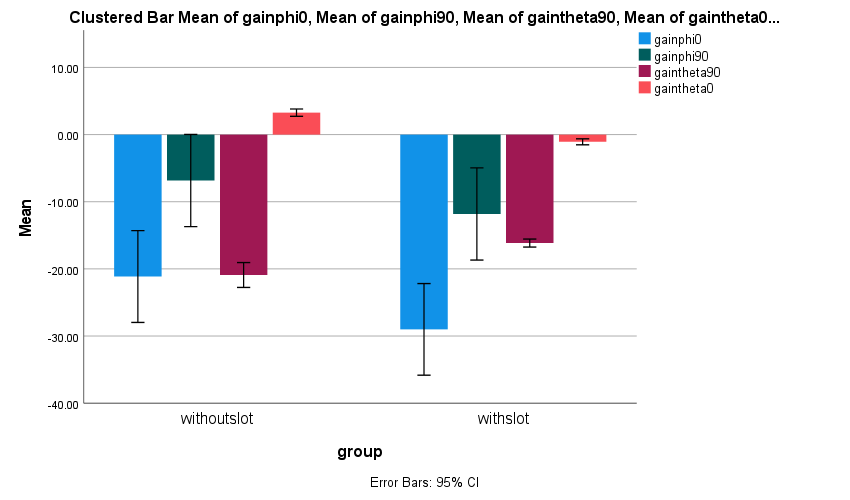 Clustered Bar Mean of gainphi0, Mean of gainphi90, Mean of gaintheta90, Mean of gaintheta0...
gainphi0
gainphi90
gaintheta90
gaintheta0
10.00
0.00
-10.00
-20.00
-30.00
-40.00
Mean
withoutslot
withslot
group
Error Bars: 95% CI